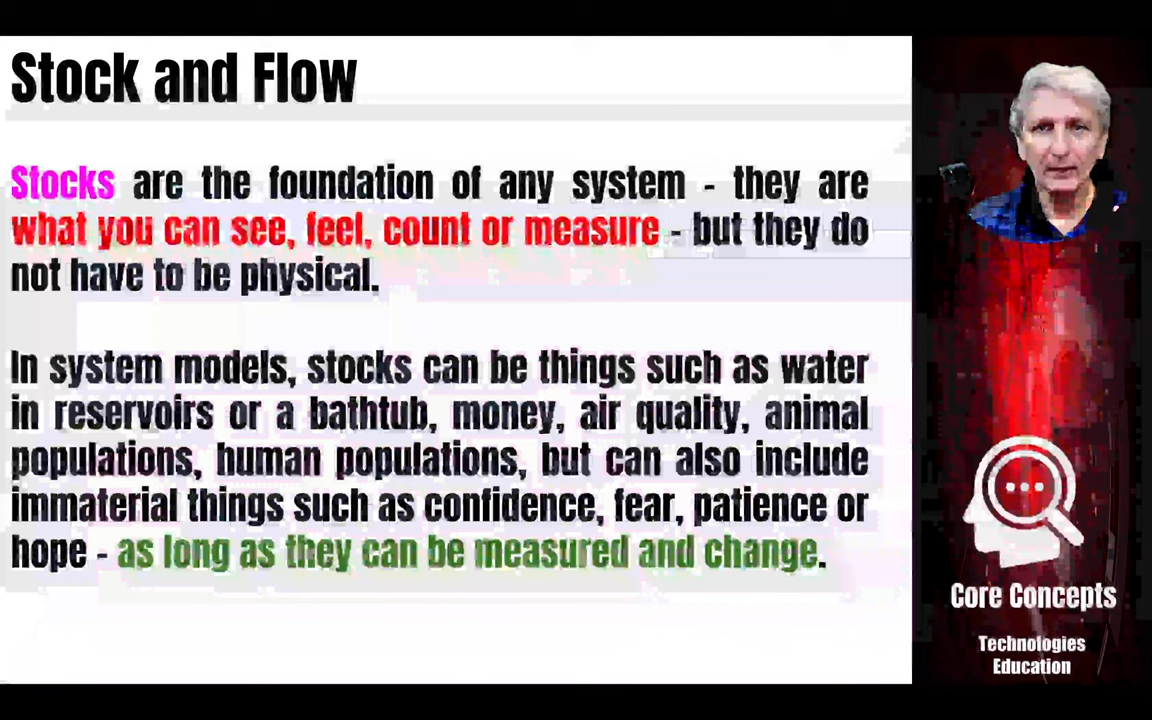 Stock and Flow
Stocks are the foundation of any system - they are
what you can see, feel, count or measure - but they do
not have to be physical.
In system models, stocks can be things such as water
in reservoirs or a bathtub, money, air quality, animal
populations, human populations, but can also include
immaterial things such as confidence, fear, patience or
hope - as long as they can be measured and change.
Core Concepts
Technologies
Education